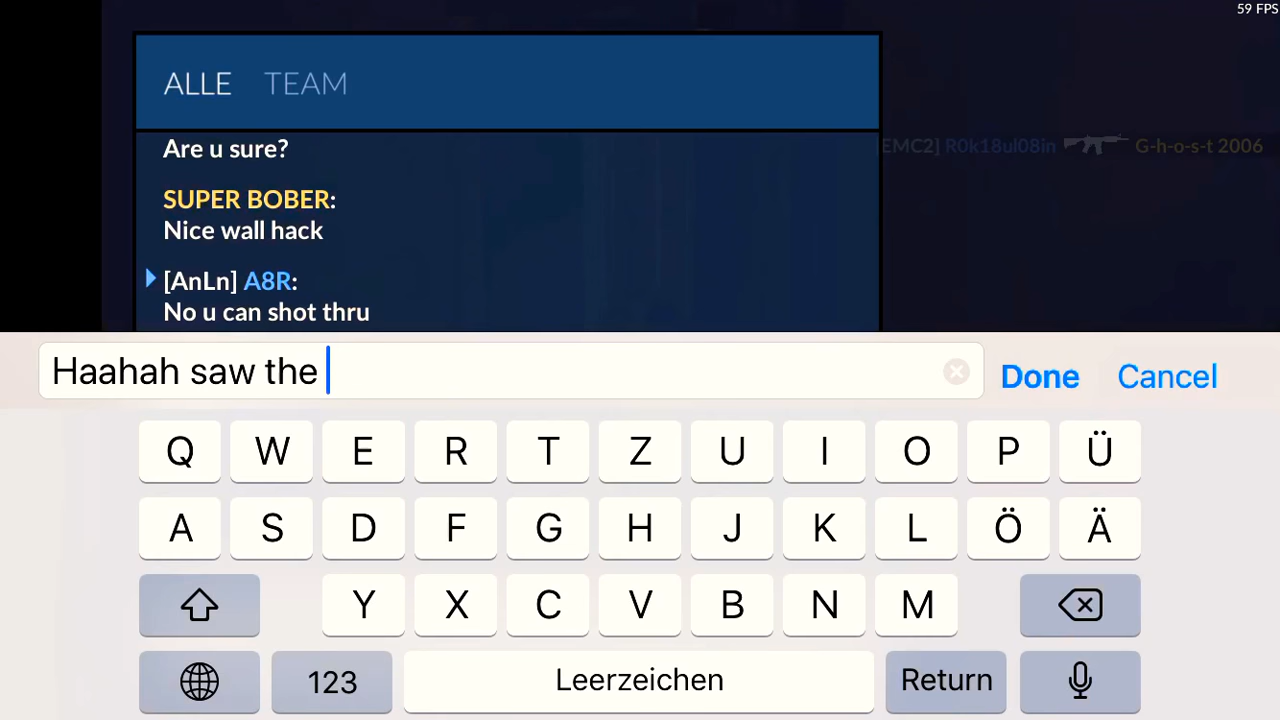 59 FPS
ALLE TEAM
Are u sure?
[EMC2] R0k18ul08in G-h-o-s-t 2006
SUPER BOBER:
Nice wall hack
[AnLn] A8R:
No u can shot thru
Haahah saw the
Done Cancel
Q W E R T Z U I O P Ü
A S D F G H J K L Ö Ä
Y X C V B N M
123 Leerzeichen Return